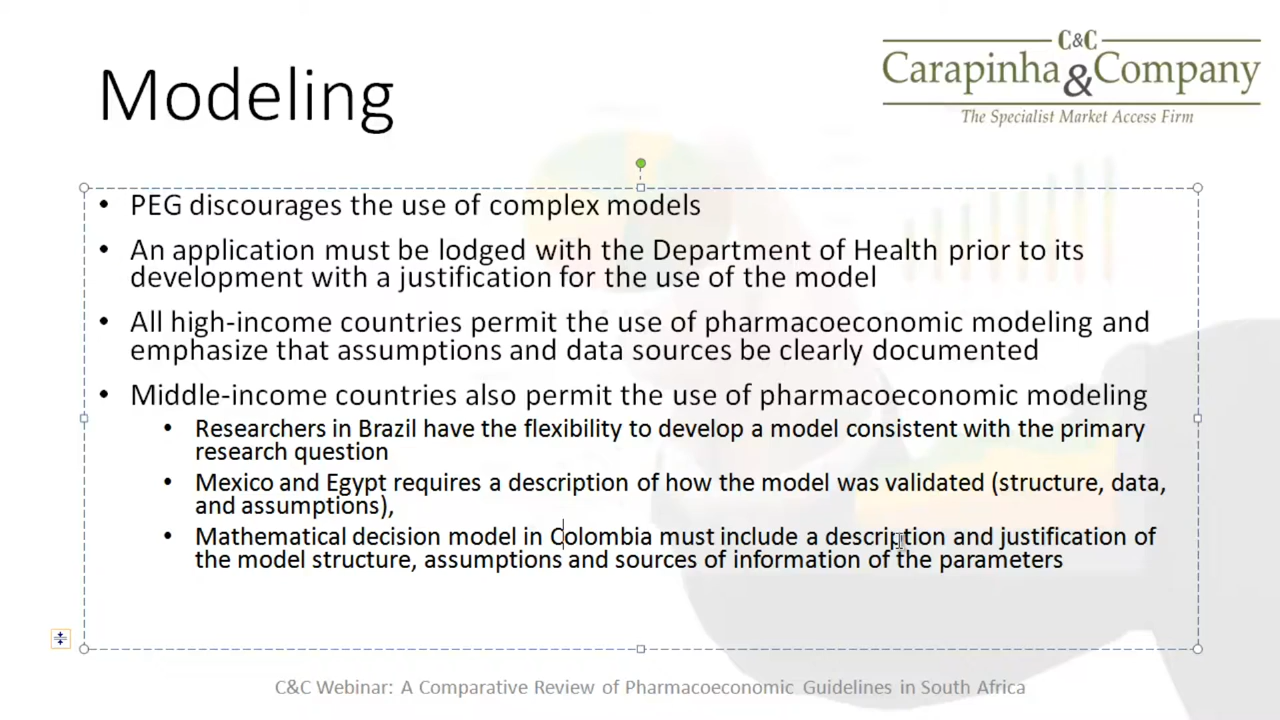 C&C
Carapinha & Company
The Specialist Market Access Firm
Modeling
• PEG discourages the use of complex models
• An application must be lodged with the Department of Health prior to its
development with a justification for the use of the model
• All high-income countries permit the use of pharmacoeconomic modeling and
emphasize that assumptions and data sources be clearly documented
• Middle-income countries also permit the use of pharmacoeconomic modeling
• Researchers in Brazil have the flexibility to develop a model consistent with the primary
research question
• Mexico and Egypt requires a description of how the model was validated (structure, data,
and assumptions),
• Mathematical decision model in Colombia must include a description and justification of
the model structure, assumptions and sources of information of the parameters
C&C Webinar: A Comparative Review of Pharmacoeconomic Guidelines in South Africa